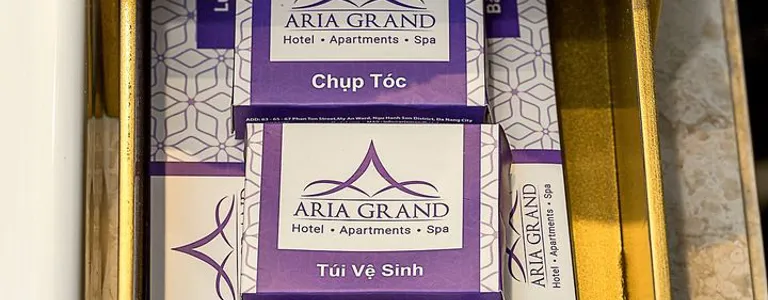 ARIA GRAND
Hotel • Apartments • Spa
Chụp Tóc
ARIA GRAND
Hotel • Apartments • Spa
Túi Vệ Sinh
ARIA GRAND
Hotel • Apartments • Spa